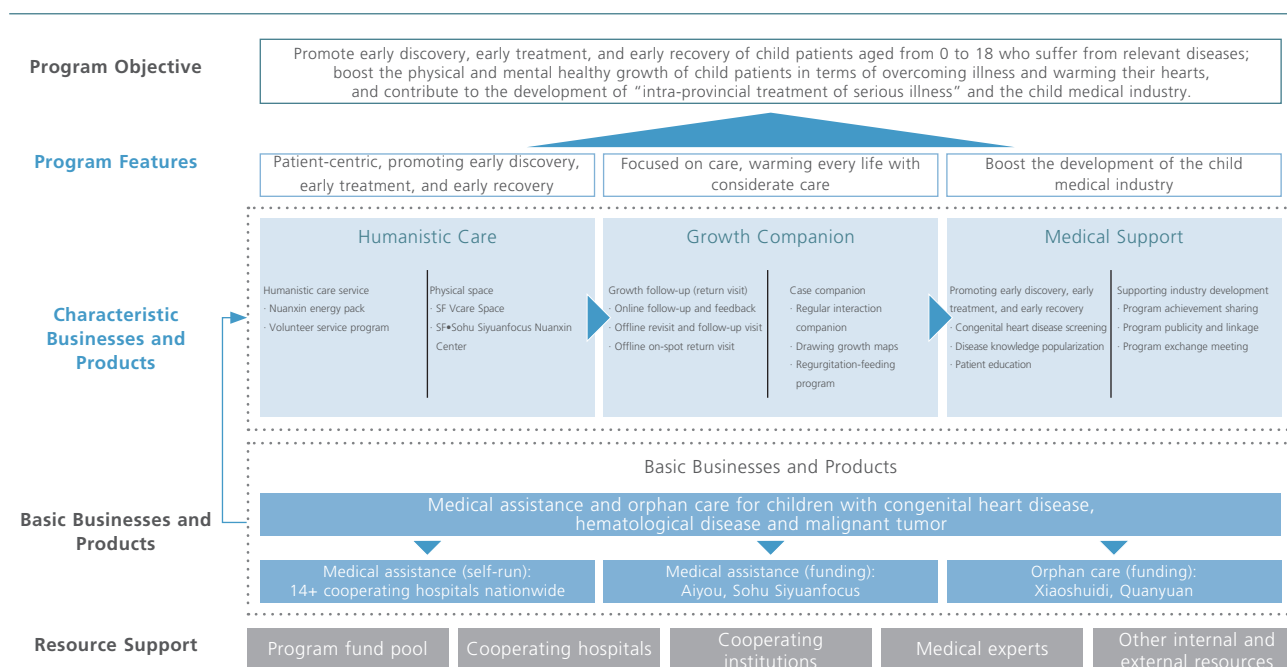 Program Objective
Promote early discovery, early treatment, and early recovery of child patients aged from 0 to 18 who suffer from relevant diseases;
boost the physical and mental healthy growth of child patients in terms of overcoming illness and warming their hearts,
and contribute to the development of “intra-provincial treatment of serious illness” and the child medical industry.
Program Features
Patient-centric, promoting early discovery,
early treatment, and early recovery
Focused on care, warming every life with
considerate care
Boost the development of the child
medical industry
Characteristic
Businesses and
Products
Humanistic Care
Humanistic care service
· Nuanxin energy pack
· Volunteer service program
Physical space
· SF Vcare Space
· SF•Sohu Siyuanfocus Nuanxin
Center
Growth Companion
Growth follow-up (return visit)
· Online follow-up and feedback
· Offline revisit and follow-up visit
· Offline on-spot return visit
Case companion
· Regular interaction
companion
· Drawing growth maps
· Regurgitation-feeding
program
Medical Support
Promoting early discovery, early
treatment, and early recovery
· Congenital heart disease screening
· Disease knowledge popularization
· Patient education
Supporting industry development
· Program achievement sharing
· Program publicity and linkage
· Program exchange meeting
Basic Businesses and
Products
Basic Businesses and Products
Medical assistance and orphan care for children with congenital heart disease,
hematological disease and malignant tumor
Medical assistance (self-run):
14+ cooperating hospitals nationwide
Medical assistance (funding):
Aiyou, Sohu Siyuanfocus
Orphan care (funding):
Xiaoshuidi, Quanyuan
Resource Support
Program fund pool
Cooperating hospitals
Cooperating
institutions
Medical experts
Other internal and
external resources